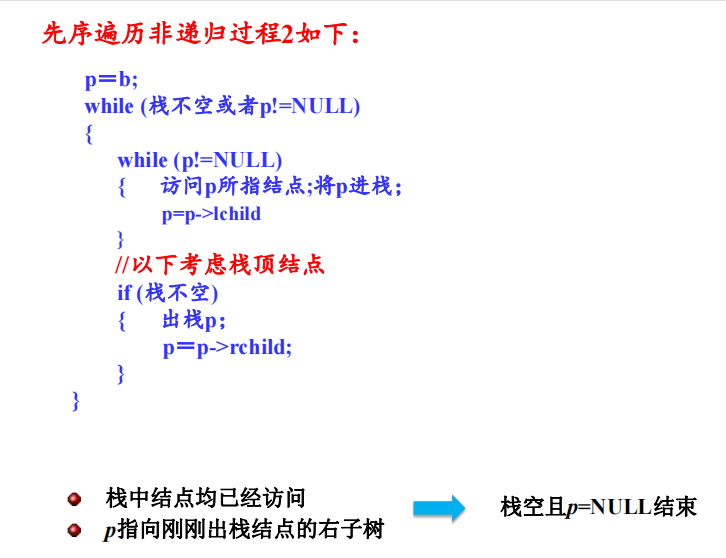 先序遍历非递归过程2如下：
p＝b;
while (栈不空或者p!=NULL)
{
while (p!=NULL)
{ 访问p所指结点;将p进栈；
p=p->lchild
}
//以下考虑栈顶结点
if (栈不空)
{ 出栈p；
p＝p->rchild;
}
}
栈中结点均已经访问
p指向刚刚出栈结点的右子树
栈空且p=NULL结束